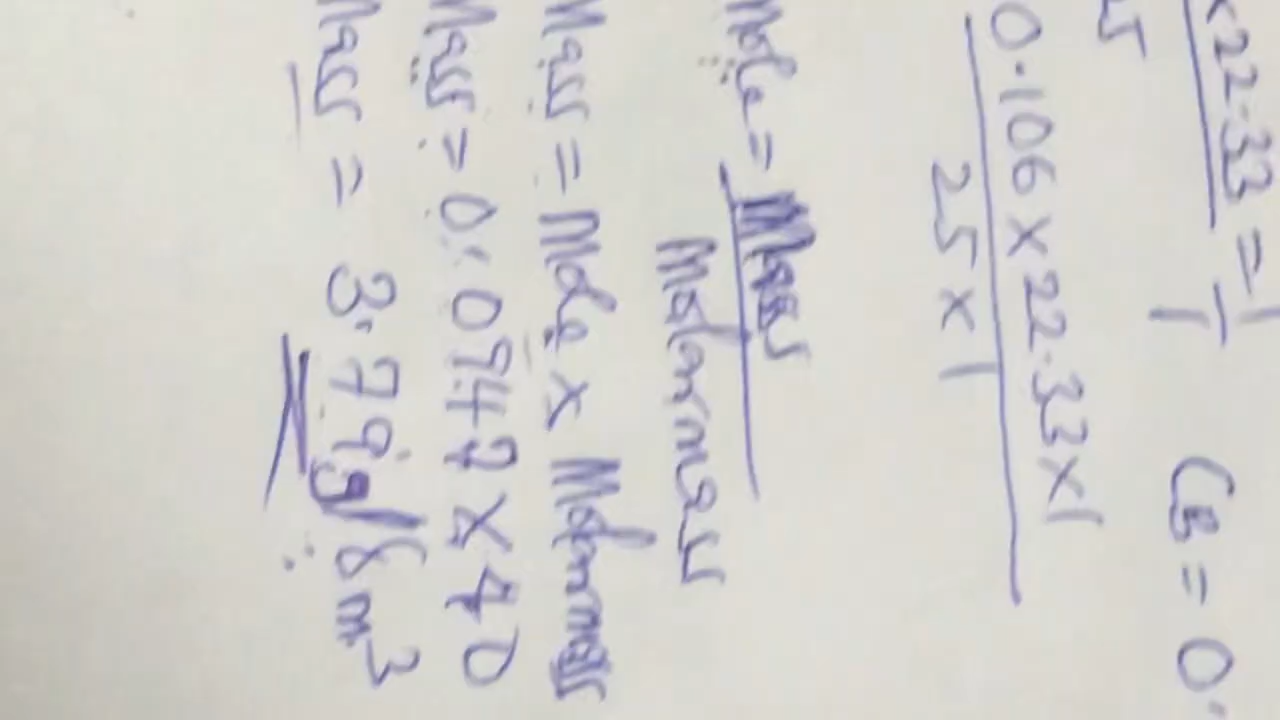 ×22.33 = 1
25 1
CB = 0.
0.106 × 22.33 × 1
25 × 1
Mole = Mass
Molarmass
Mass = Mole × Molarmass
Mass = 0.0947 × 40
Mass = 3.79g/dm³